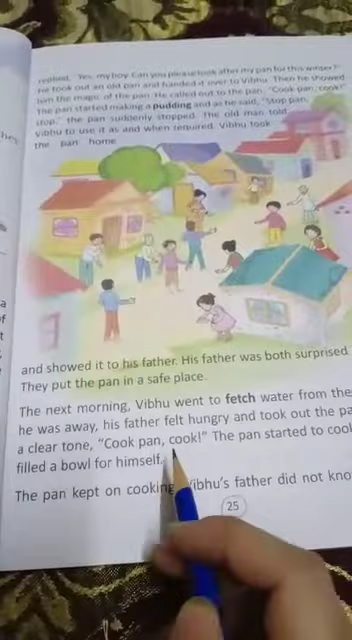 replied, "Yes, my boy. Can you please look after my pan for this winter?"
He took out an old pan and handed it over to Vibhu. Then he showed
him the magic of the pan. He called out to the pan, "Cook pan, cook!"
The pan started making a pudding and as he said, "Stop pan,
stop," the pan suddenly stopped. The old man told
Vibhu to use it as and when required. Vibhu took
the pan home
and showed it to his father. His father was both surprised
They put the pan in a safe place.
The next morning, Vibhu went to fetch water from the
he was away, his father felt hungry and took out the pa
a clear tone, "Cook pan, cook!" The pan started to cool
filled a bowl for himself.
The pan kept on cooking Vibhu's father did not kno
25